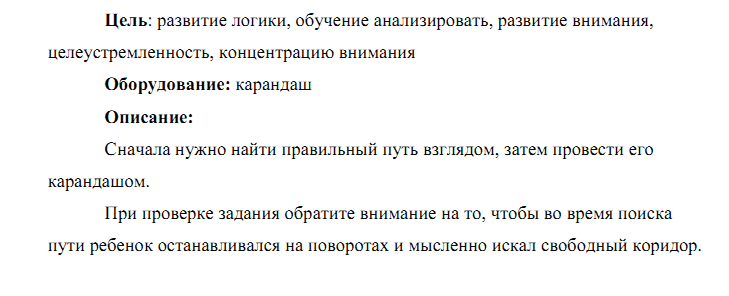 Цель: развитие логики, обучение анализировать, развитие внимания,
целеустремленность, концентрацию внимания
Оборудование: карандаш
Описание:
Сначала нужно найти правильный путь взглядом, затем провести его
карандашом.
При проверке задания обратите внимание на то, чтобы во время поиска
пути ребенок останавливался на поворотах и мысленно искал свободный коридор.